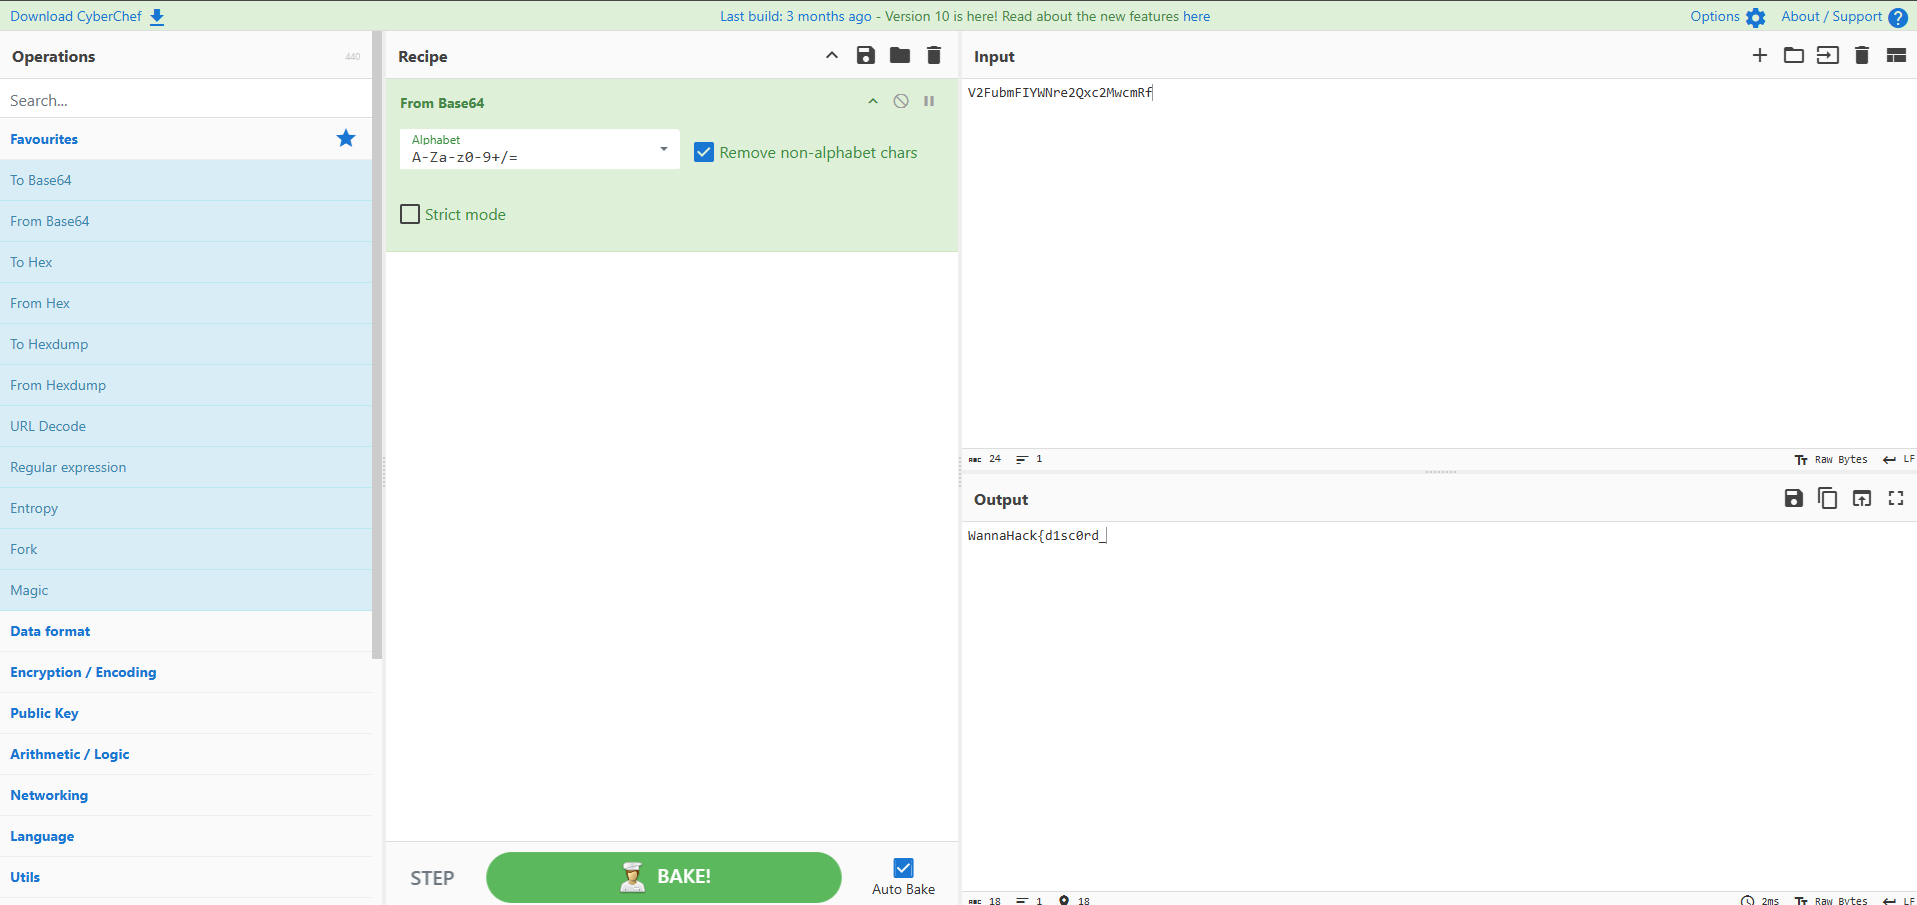 Download CyberChef
Last build: 3 months ago - Version 10 is here! Read about the new features here
Options
About / Support
Operations
440
Search...
Favourites
To Base64
From Base64
To Hex
From Hex
To Hexdump
From Hexdump
URL Decode
Regular expression
Entropy
Fork
Magic
Data format
Encryption / Encoding
Public Key
Arithmetic / Logic
Networking
Language
Utils
Recipe
From Base64
Alphabet
A-Za-z0-9+/=
Remove non-alphabet chars
Strict mode
STEP
BAKE!
Auto Bake
Input
V2FubmFIYWNre2Qxc2MwcmRf
ABC 24
1
Tт Raw Bytes
LF
Output
WannaHack{d1sc0rd_
ABC 18
1
18
2ms
Tт Raw Bytes
LF